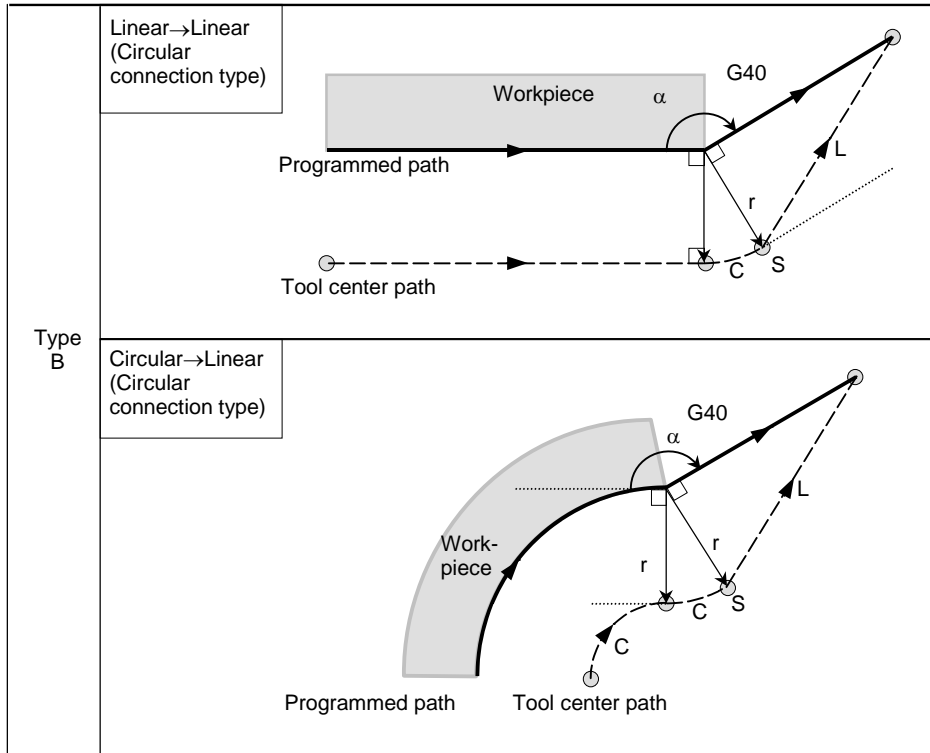 Type
B
Linear→Linear
(Circular
connection type)
Workpiece
α
G40
Programmed path
L
r
C
S
Tool center path
Circular→Linear
(Circular
connection type)
G40
α
L
Work-
piece
r
r
C
S
C
Programmed path
Tool center path